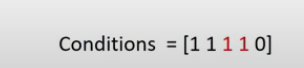 Conditions = [1 1 1 1 0]